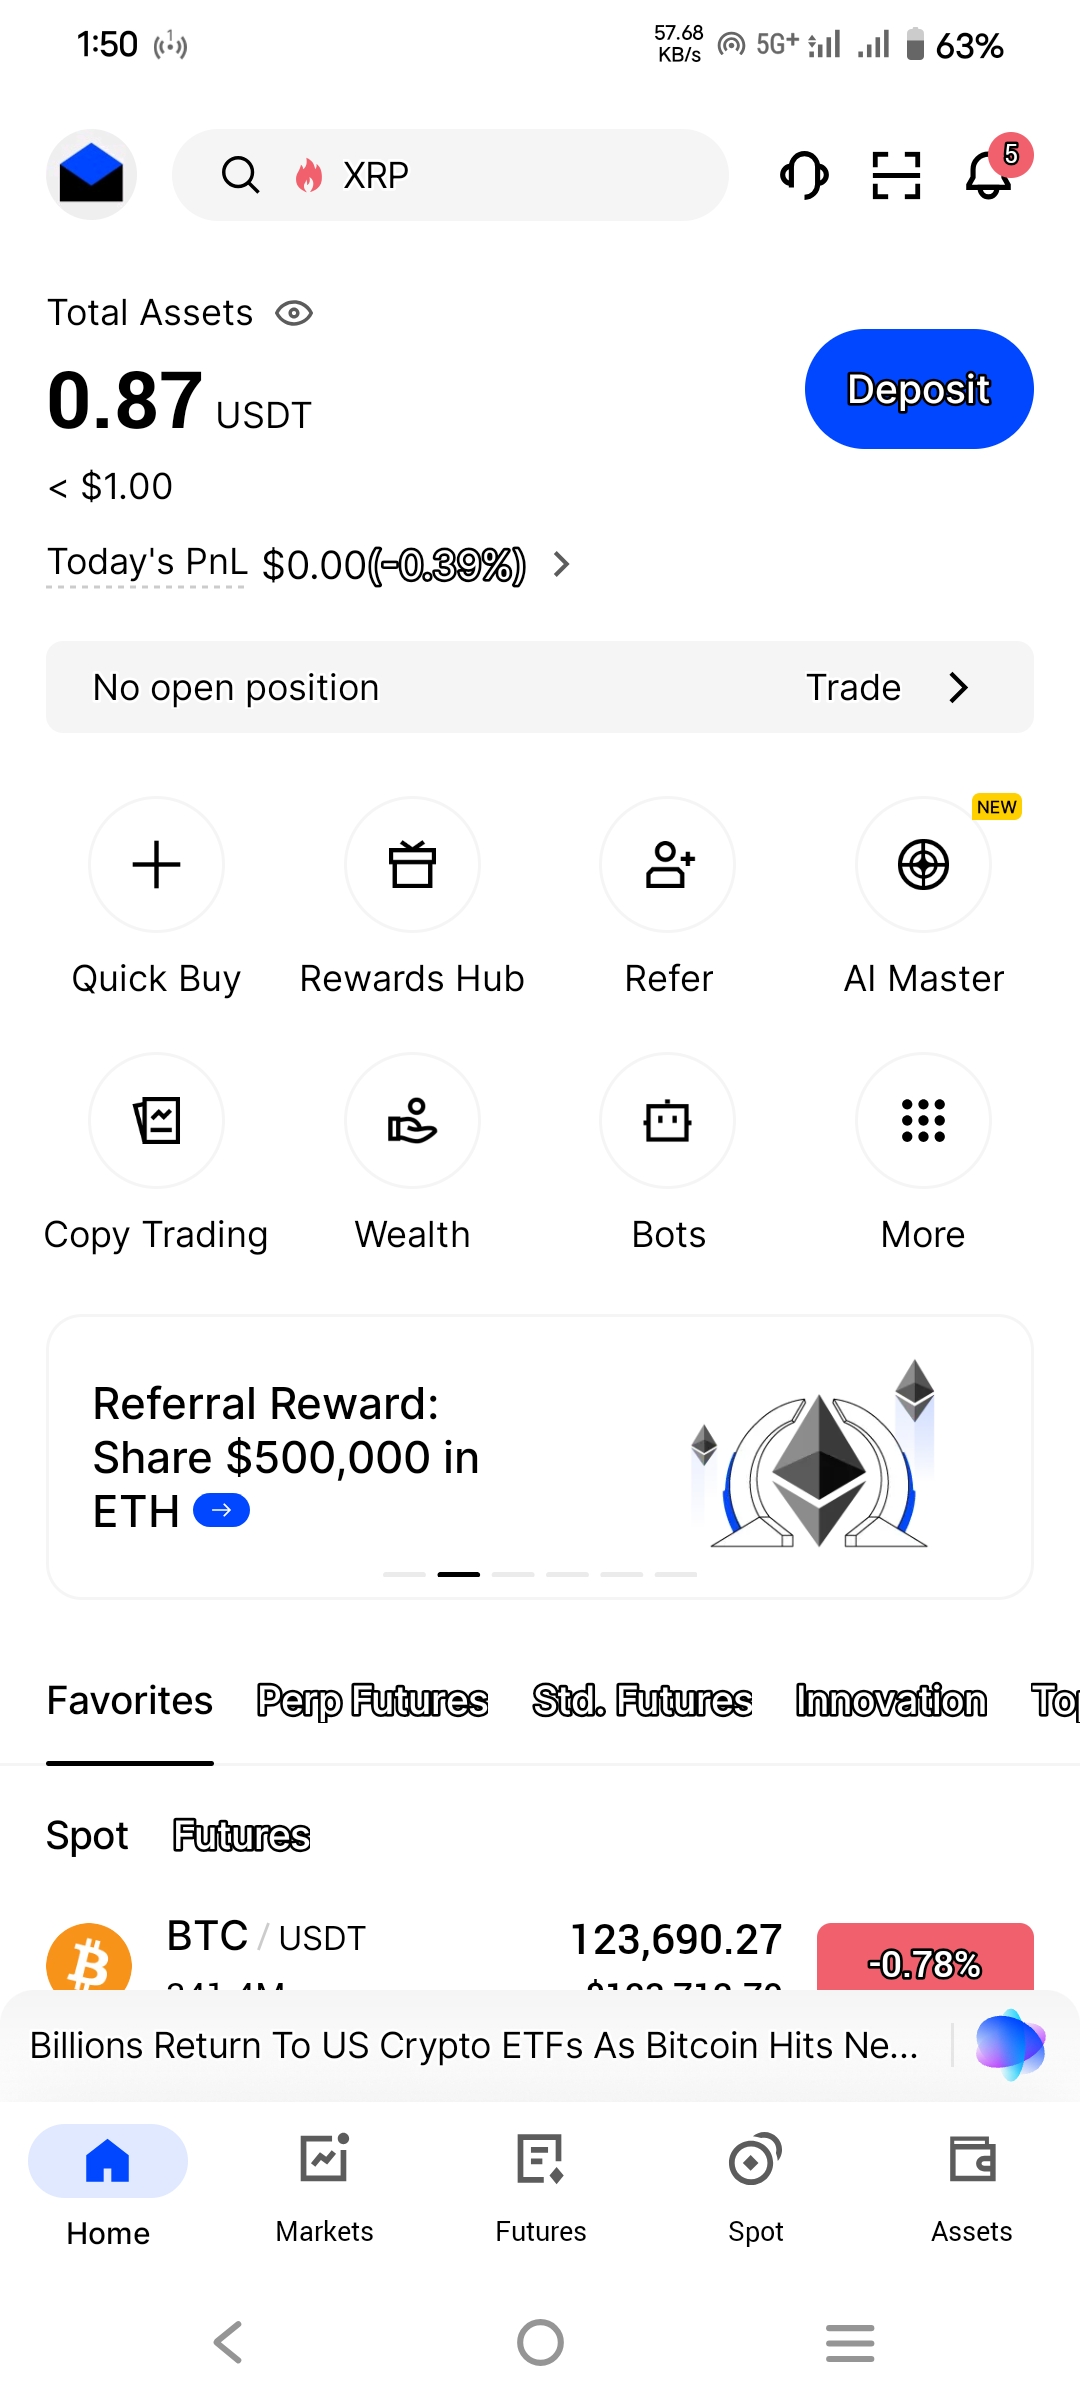 1:50
57.68
KB/s
5G+
63%
XRP
5
Total Assets
0.87 USDT
Deposit
< $1.00
Today's PnL $0.00(-0.39%)
No open position
Trade
NEW
Quick Buy
Rewards Hub
Refer
AI Master
Copy Trading
Wealth
Bots
More
Referral Reward:
Share $500,000 in
ETH
Favorites
Perp Futures
Std. Futures
Innovation
Spot
Futures
BTC / USDT
123,690.27
-0.78%
Billions Return To US Crypto ETFs As Bitcoin Hits Ne...
Home
Markets
Futures
Spot
Assets